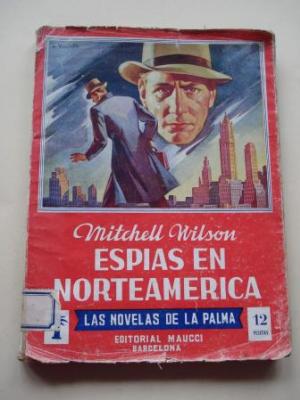 Mitchell Wilson
ESPIAS EN
NORTEAMERICA
LAS NOVELAS DE LA PALMA
12
PESETAS
EDITORIAL MAUCCI
BARCELONA